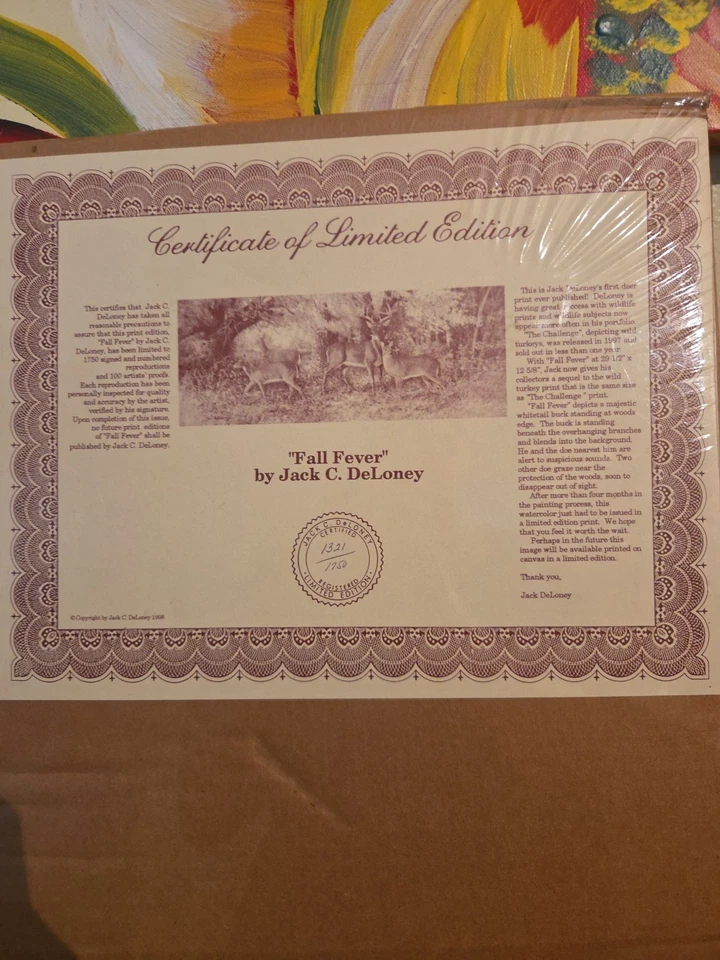 Certificate of Limited Edition
This certifies that Jack C.
DeLoney has taken all
reasonable precautions to
assure that this print edition,
"Fall Fever" by Jack C.
DeLoney, has been limited to
1750 signed and numbered
reproductions
and 100 artists' proofs.
Each reproduction has been
personally inspected for quality
and accuracy by the artist,
verified by his signature.
Upon completion of this issue,
no future print editions
of "Fall Fever" shall be
published by Jack C. DeLoney.
"Fall Fever"
by Jack C. DeLoney
JACK C. DeLONEY
CERTIFIED
1321
1750
REGISTERED
LIMITED EDITION
This is Jack DeLoney's first deer
print ever published! DeLoney is
having great success with wildlife
prints and wildlife subjects now
appear more often in his portfolio.
"The Challenge", depicting wild
turkeys, was released in 1997 and
sold out in less than one year.
With "Fall Fever" at 29 1/2" x
12 5/8", Jack now gives his
collectors a sequel to the wild
turkey print that is the same size
as "The Challenge" print.
"Fall Fever" depicts a majestic
whitetail buck standing at woods
edge. The buck is standing
beneath the overhanging branches
and blends into the background.
He and the doe nearest him are
alert to suspicious sounds. Two
other doe graze near the
protection of the woods, soon to
disappear out of sight.
After more than four months in
the painting process, this
watercolor just had to be issued in
a limited edition print. We hope
that you feel it worth the wait.
Perhaps in the future this
image will be available printed on
canvas in a limited edition.
Thank you,
Jack DeLoney
©Copyright by Jack C. DeLoney 1998